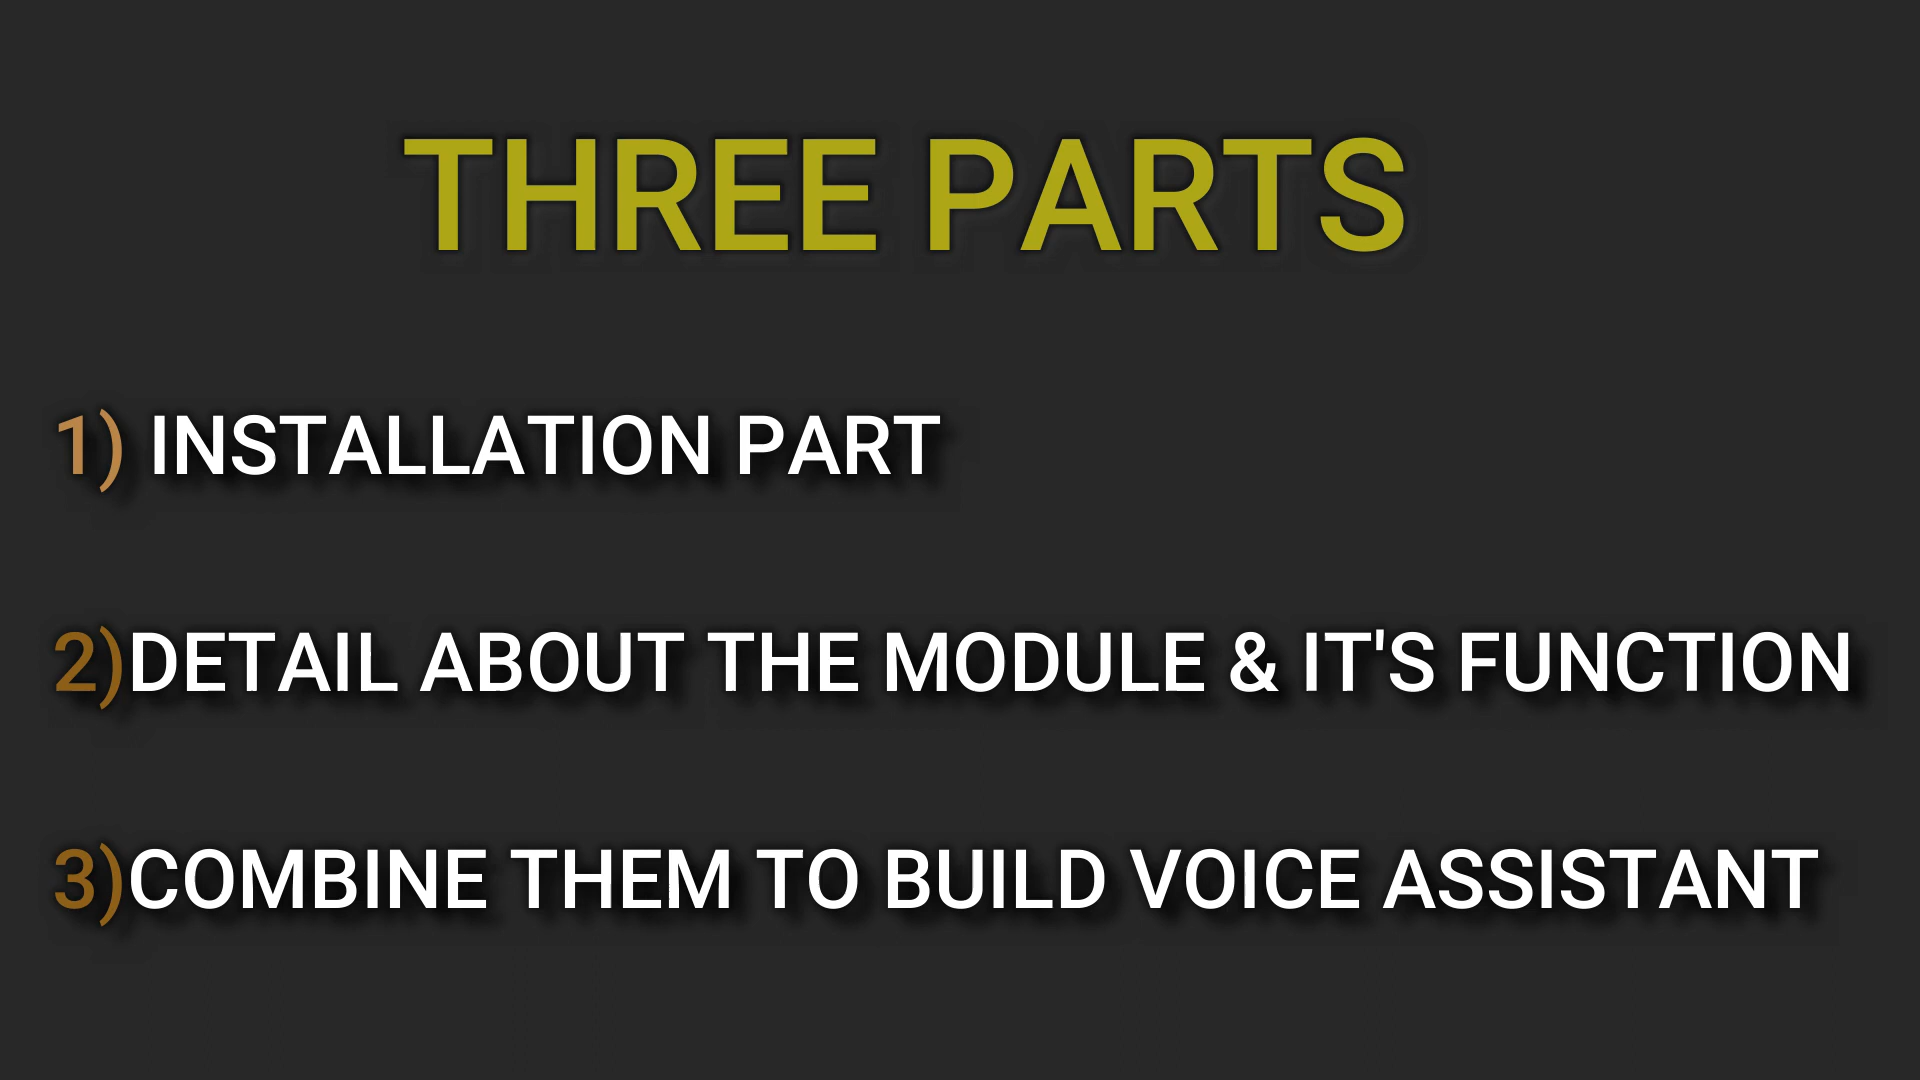 THREE PARTS
1) INSTALLATION PART
2)DETAIL ABOUT THE MODULE & IT'S FUNCTION
3)COMBINE THEM TO BUILD VOICE ASSISTANT